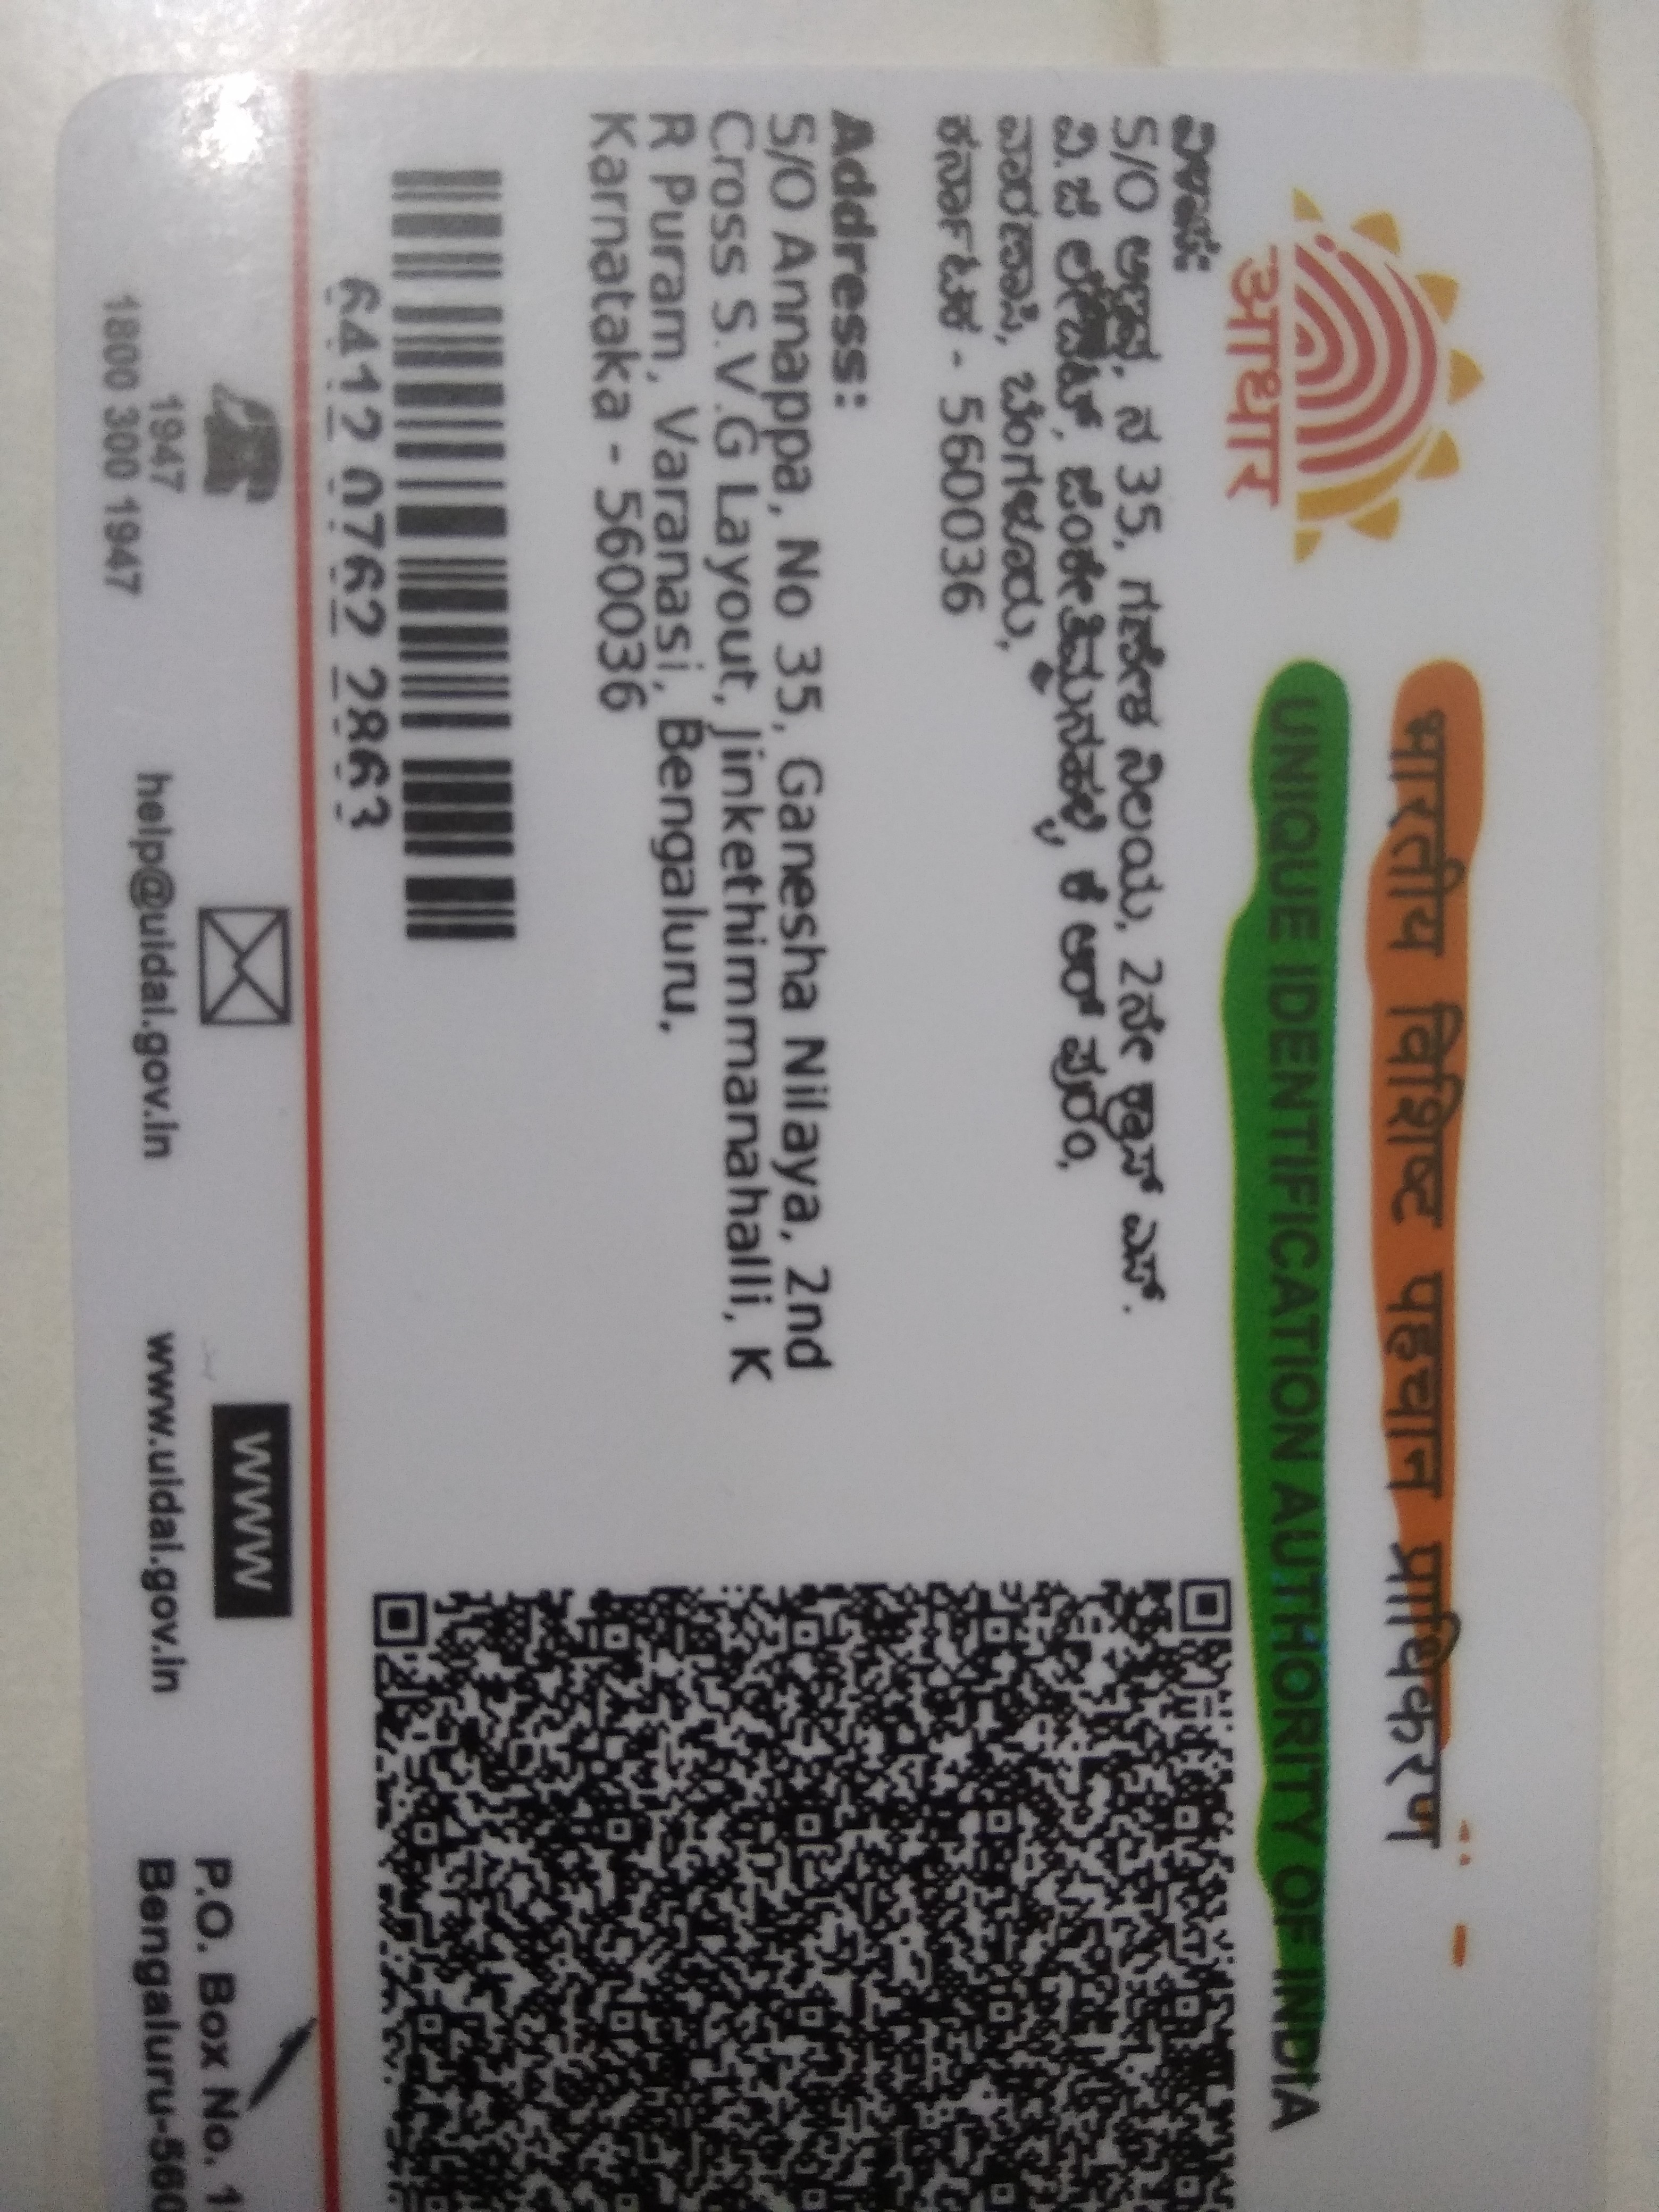 भारतीय विशिष्ट पहचान प्राधिकरण
UNIQUE IDENTIFICATION AUTHORITY OF INDIA
आधार
ವಿಳಾಸ:
S/O ಅಣ್ಣಪ್ಪ, ನ 35, ಗಣೇಶ ನಿಲಯ, 2ನೇ ಕ್ರಾಸ್ ಎಸ್.
ವಿ.ಜಿ ಲೇಔಟ್, ಜಿಂಕೇತಿಮ್ಮನಹಳ್ಳಿ, ಕೆ ಆರ್ ಪುರಂ,
ವಾರಣಾಸಿ, ಬೆಂಗಳೂರು,
ಕರ್ನಾಟಕ - 560036
Address:
S/O Annappa, No 35, Ganesha Nilaya, 2nd
Cross S.V.G Layout, Jinkethimmanahalli, K
R Puram, Varanasi, Bengaluru,
Karnataka - 560036
6412 0762 2863
1947
1800 300 1947
help@uidai.gov.in
www
www.uidai.gov.in
P.O. Box No. 1
Bengaluru-560